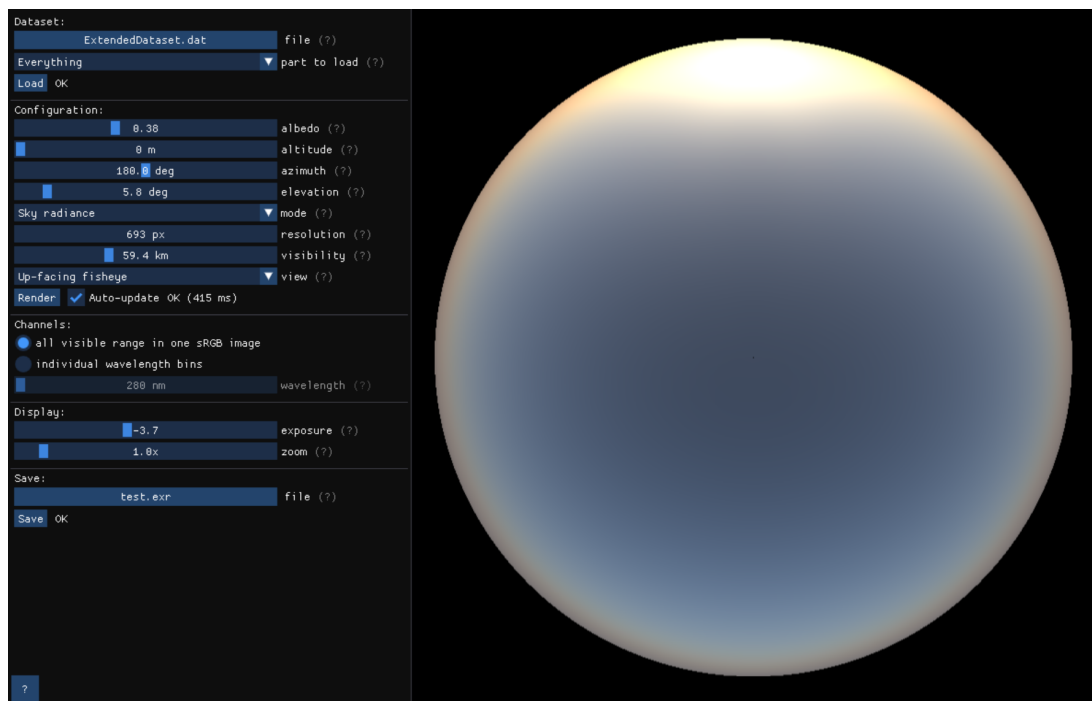 Dataset:
ExtendedDataset.dat file (?)
Everything part to load (?)
Load OK
Configuration:
0.38 albedo (?)
0 m altitude (?)
180.0 deg azimuth (?)
5.8 deg elevation (?)
Sky radiance mode (?)
693 px resolution (?)
59.4 km visibility (?)
Up-facing fisheye view (?)
Render Auto-update OK (415 ms)
Channels:
all visible range in one sRGB image
individual wavelength bins
280 nm wavelength (?)
Display:
-3.7 exposure (?)
1.0x zoom (?)
Save:
test.exr file (?)
Save OK
?